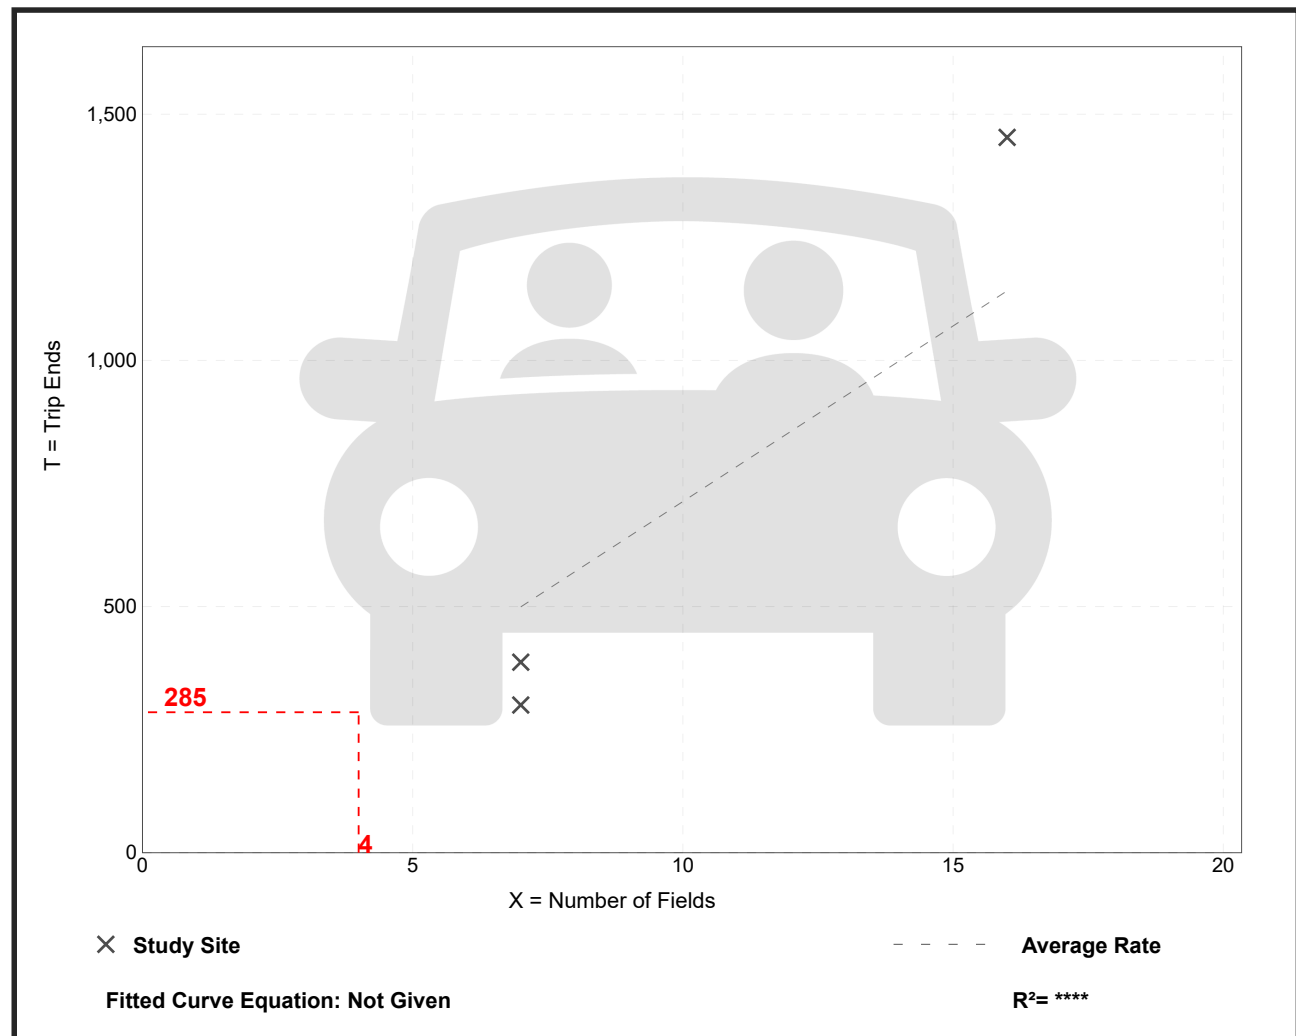 1,500
1,000
500
0
T = Trip Ends
285
4
0 5 10 15 20
X = Number of Fields
Study Site
Average Rate
Fitted Curve Equation: Not Given
R²= ****